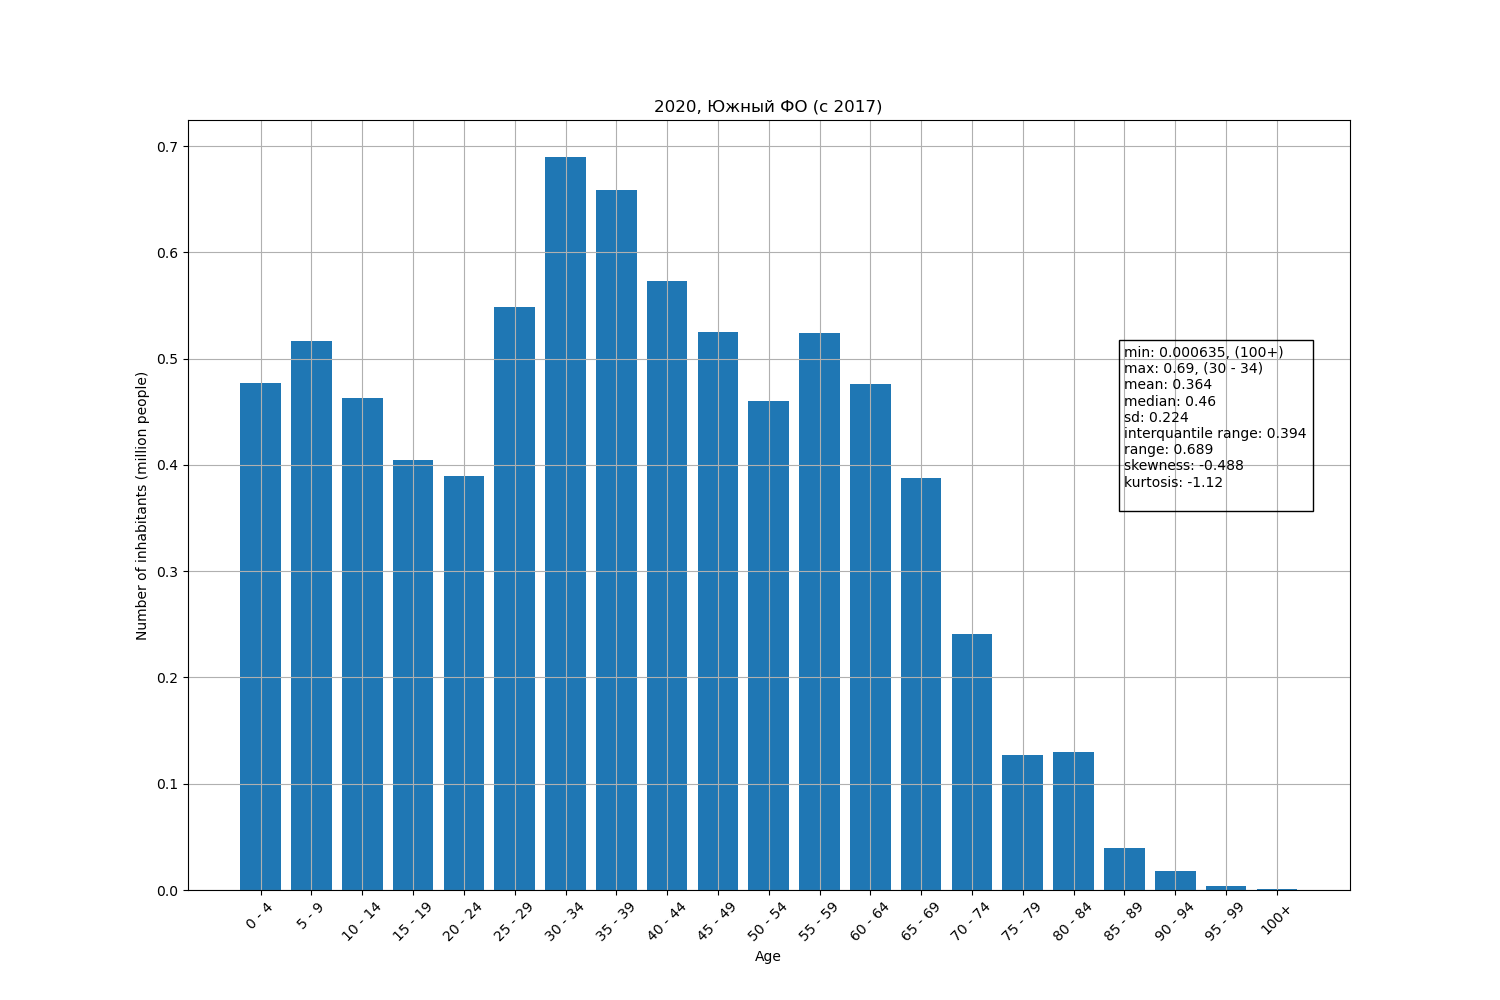 2020, Южный ФО (с 2017)
0.7
0.6
0.5
0.4
0.3
0.2
0.1
0.0
Number of inhabitants (million people)
min: 0.000635, (100+)
max: 0.69, (30 - 34)
mean: 0.364
median: 0.46
sd: 0.224
interquantile range: 0.394
range: 0.689
skewness: -0.488
kurtosis: -1.12
0 - 4
5 - 9
10 - 14
15 - 19
20 - 24
25 - 29
30 - 34
35 - 39
40 - 44
45 - 49
50 - 54
55 - 59
60 - 64
65 - 69
70 - 74
75 - 79
80 - 84
85 - 89
90 - 94
95 - 99
100+
Age